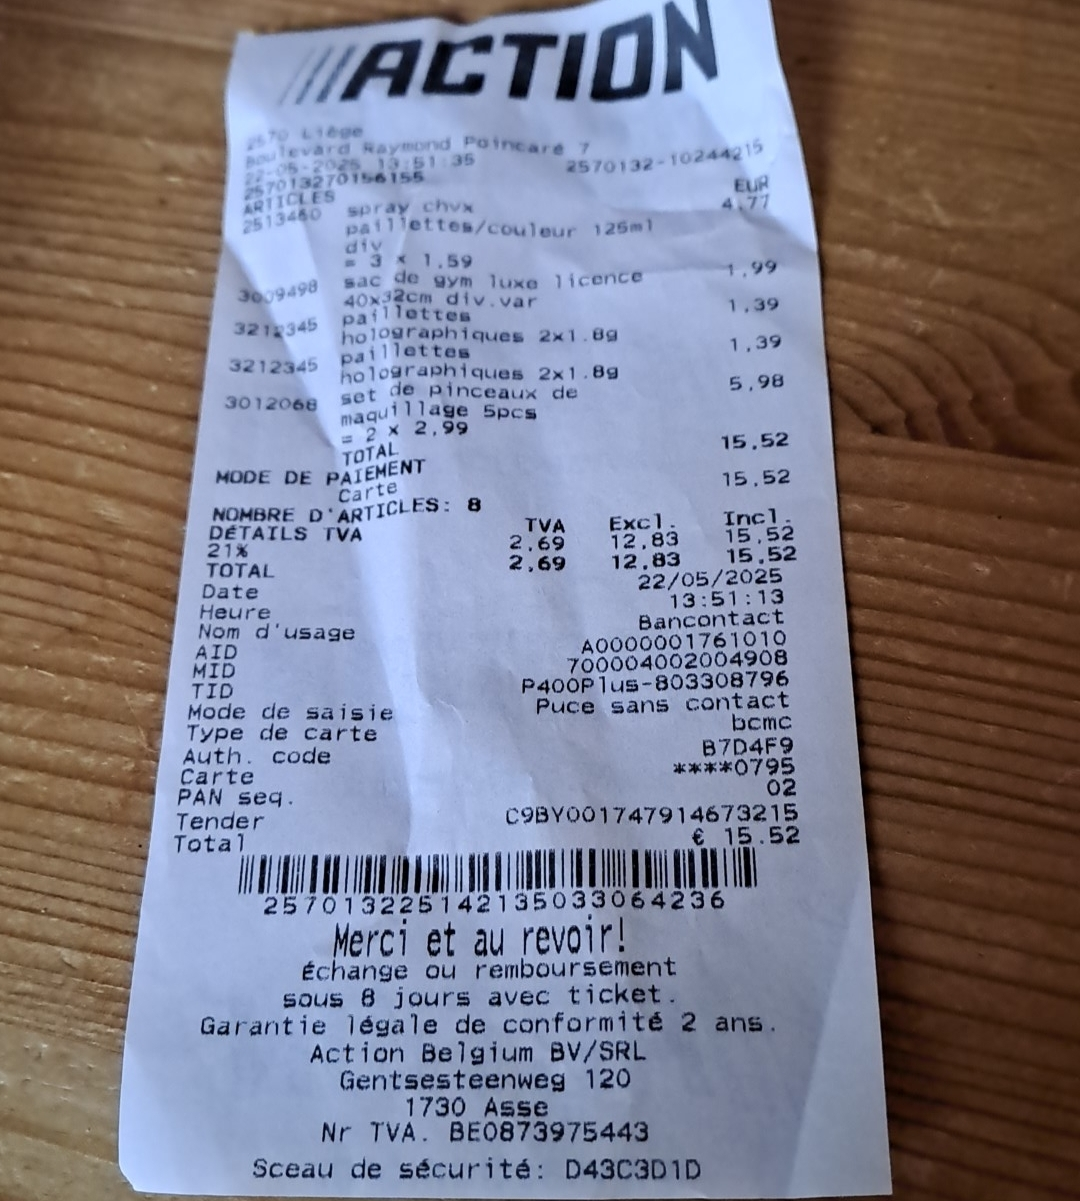 ACTION
2570 Liège
Boulevard Raymond Poincaré 7
22-05-2025 13:51:35 2570132-10244215
257013270156155
ARTICLES EUR
2513460 spray chvx 4,77
paillettes/couleur 125ml
div
= 3 x 1,59
3009498 sac de gym luxe licence 1,99
40x32cm div.var
3212345 paillettes 1,39
holographiques 2x1.8g
3212345 paillettes 1,39
holographiques 2x1.8g
3012068 set de pinceaux de 5,98
maquillage 5pcs
= 2 x 2,99
TOTAL 15,52
MODE DE PAIEMENT
Carte 15,52
NOMBRE D'ARTICLES: 8
DÉTAILS TVA TVA Excl. Incl.
21% 2,69 12,83 15,52
TOTAL 2,69 12,83 15,52
Date 22/05/2025
Heure 13:51:13
Nom d'usage Bancontact
AID A0000001761010
MID 700004002004908
TID P400Plus-803308796
Mode de saisie Puce sans contact
Type de carte bcmc
Auth. code B7D4F9
Carte ****0795
PAN seq. 02
Tender C9BY001747914673215
Total € 15.52
257013225142135033064236
Merci et au revoir!
Échange ou remboursement
sous 8 jours avec ticket.
Garantie légale de conformité 2 ans.
Action Belgium BV/SRL
Gentsesteenweg 120
1730 Asse
Nr TVA. BE0873975443
Sceau de sécurité: D43C3D1D